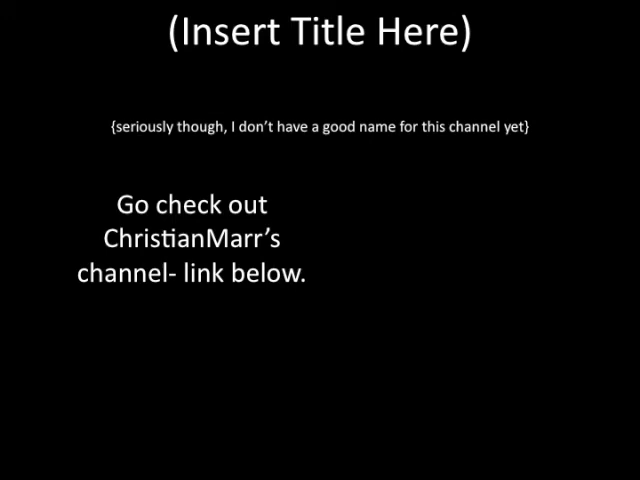 (Insert Title Here)
{seriously though, I don’t have a good name for this channel yet}
Go check out
ChristianMarr’s
channel- link below.